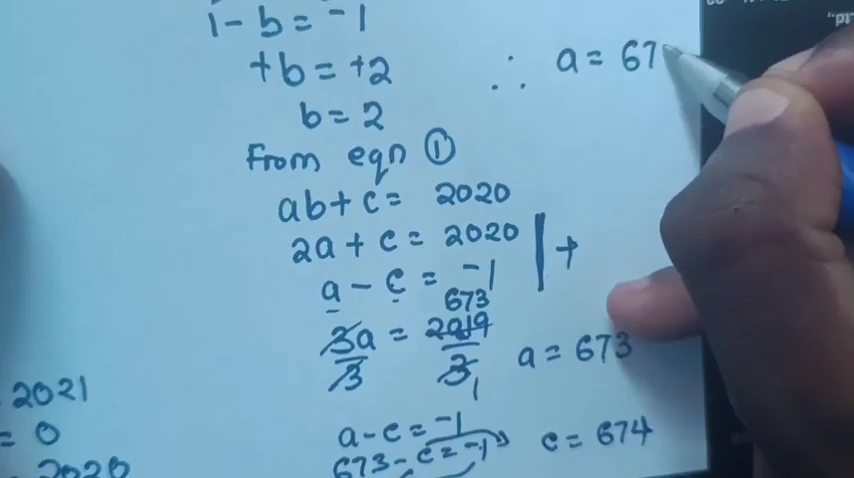 1 - b = -1
+b = +2
b = 2
∴ a = 67
From eqn ①
ab + c = 2020
2a + c = 2020 | +
a - c = -1
673
3a = 2019
3 3 1
a = 673
a - c = -1
673 - c = -1
c = 674
2021
= 0
2020